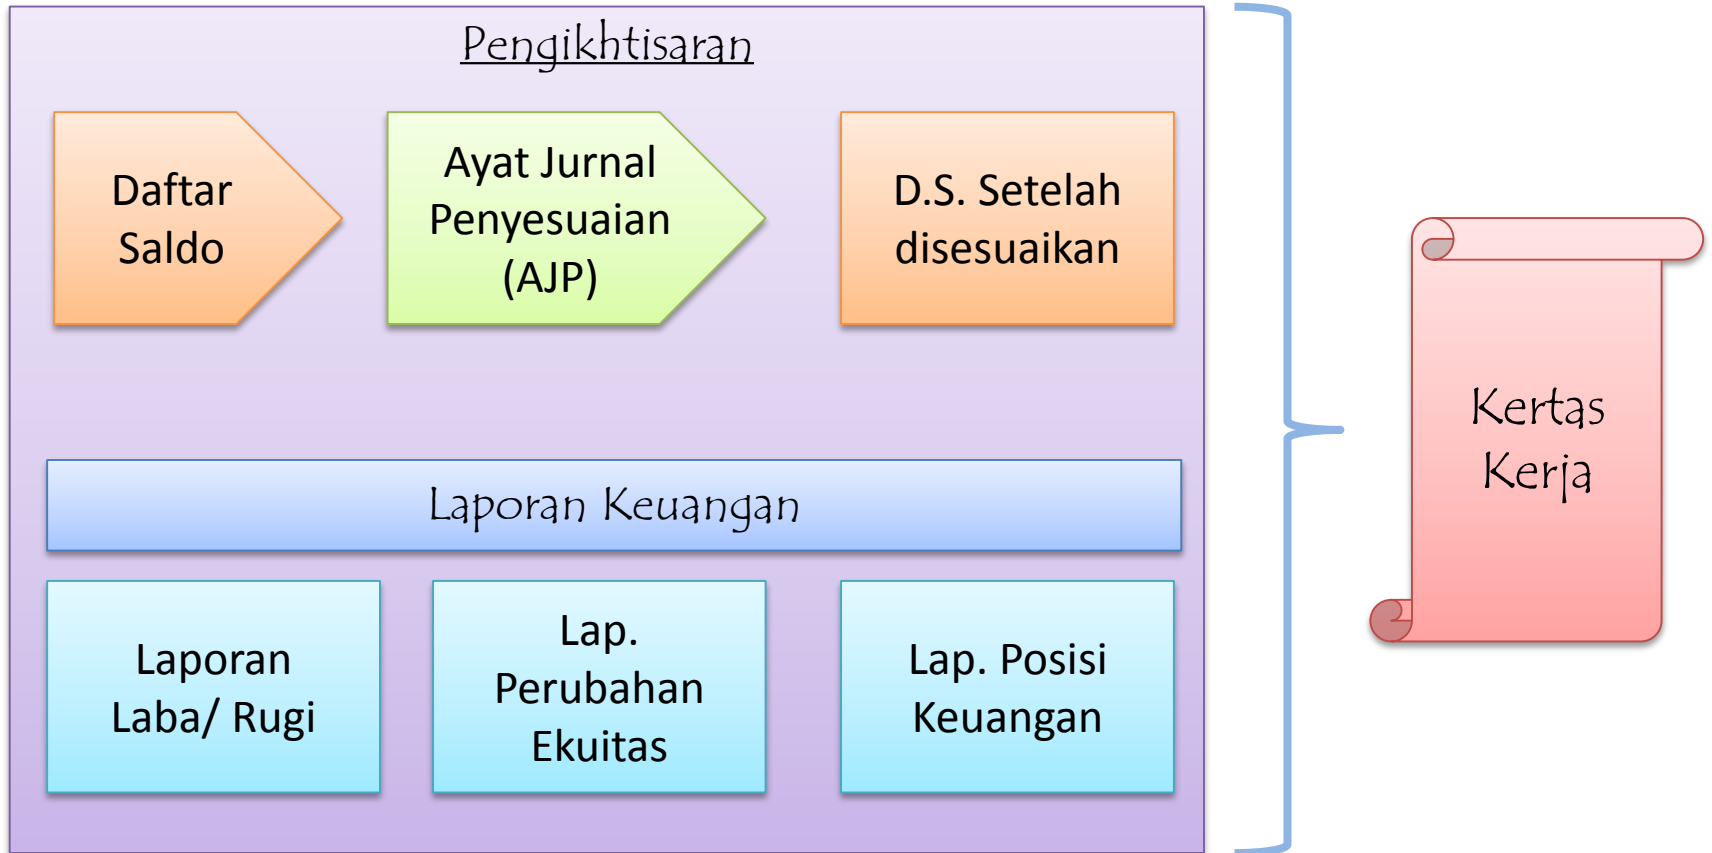 Pengikhtisaran
Daftar
Saldo
Ayat Jurnal
Penyesuaian
(AJP)
D.S. Setelah
disesuaikan
Laporan Keuangan
Laporan
Laba/ Rugi
Lap.
Perubahan
Ekuitas
Lap. Posisi
Keuangan
Kertas
Kerja